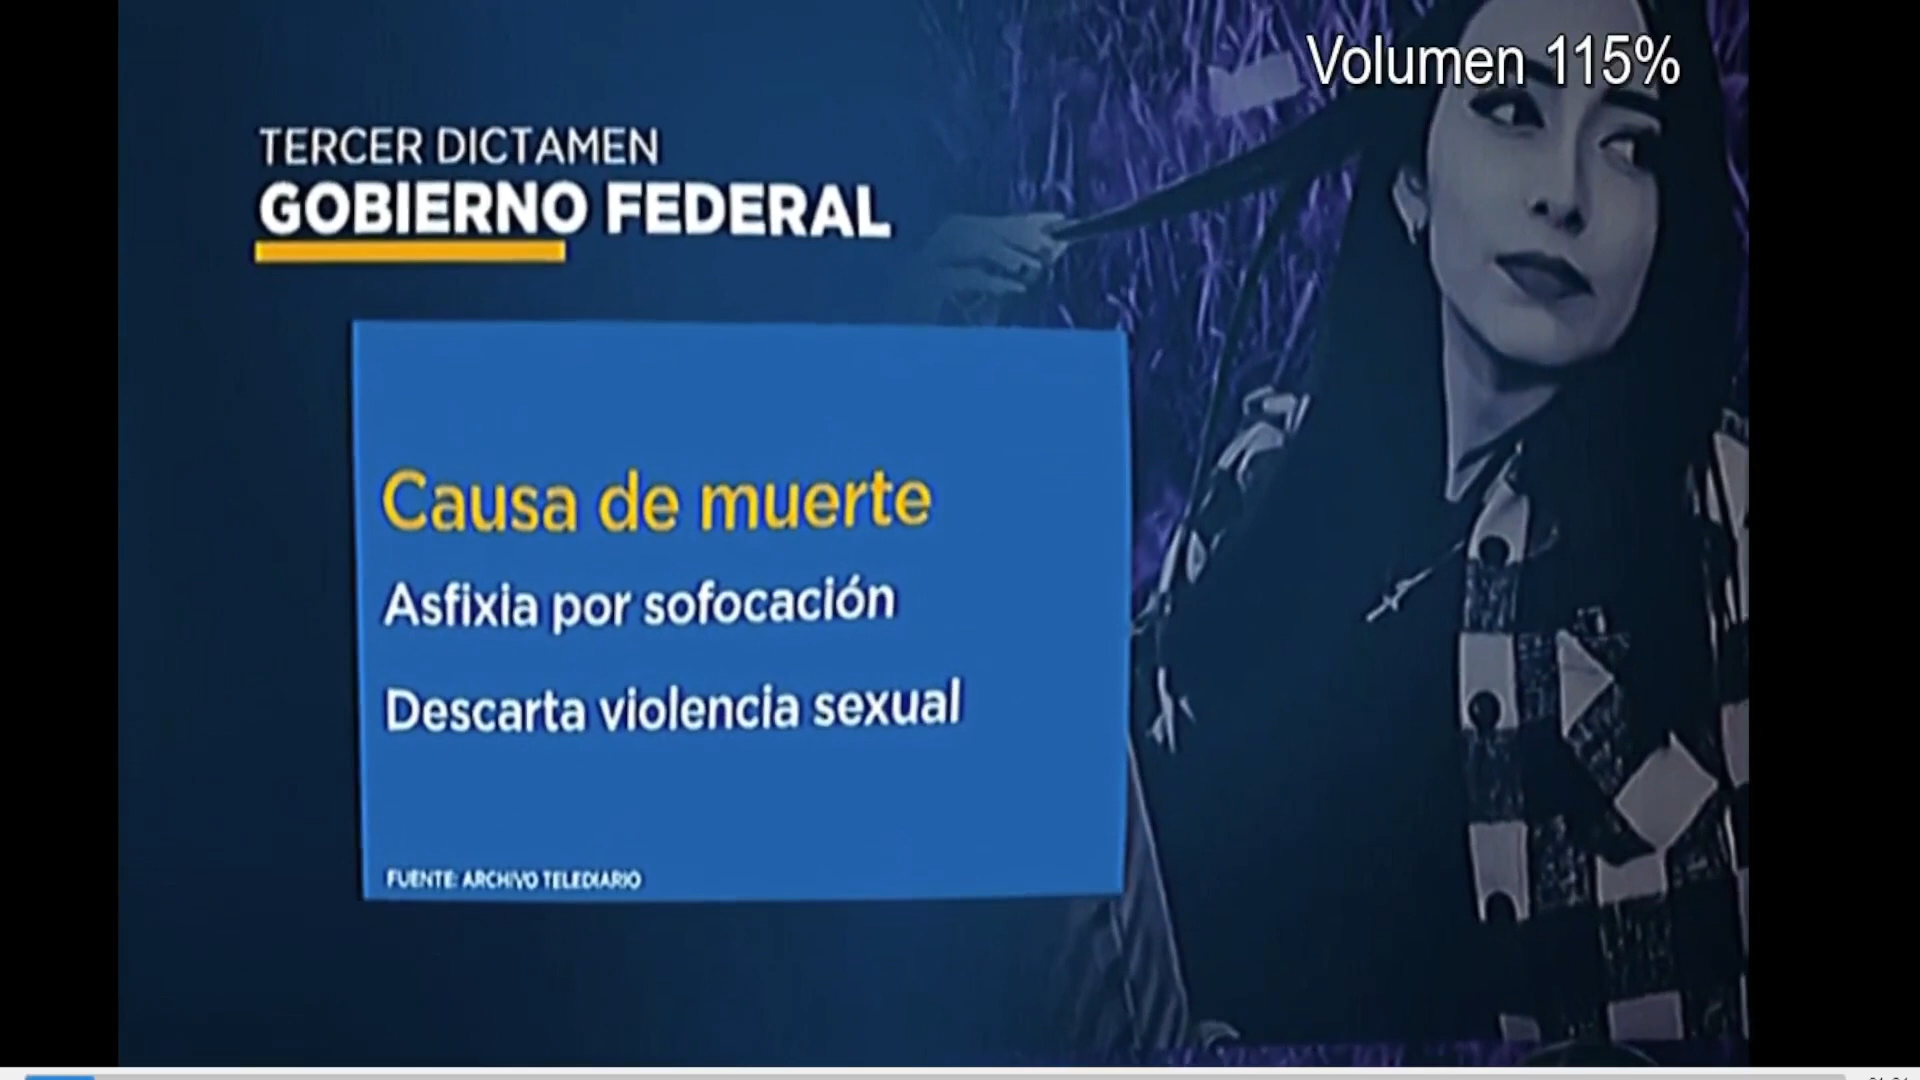 Volumen 115%
TERCER DICTAMEN
GOBIERNO FEDERAL
Causa de muerte
Asfixia por sofocación
Descarta violencia sexual
FUENTE: ARCHIVO TELEDIARIO